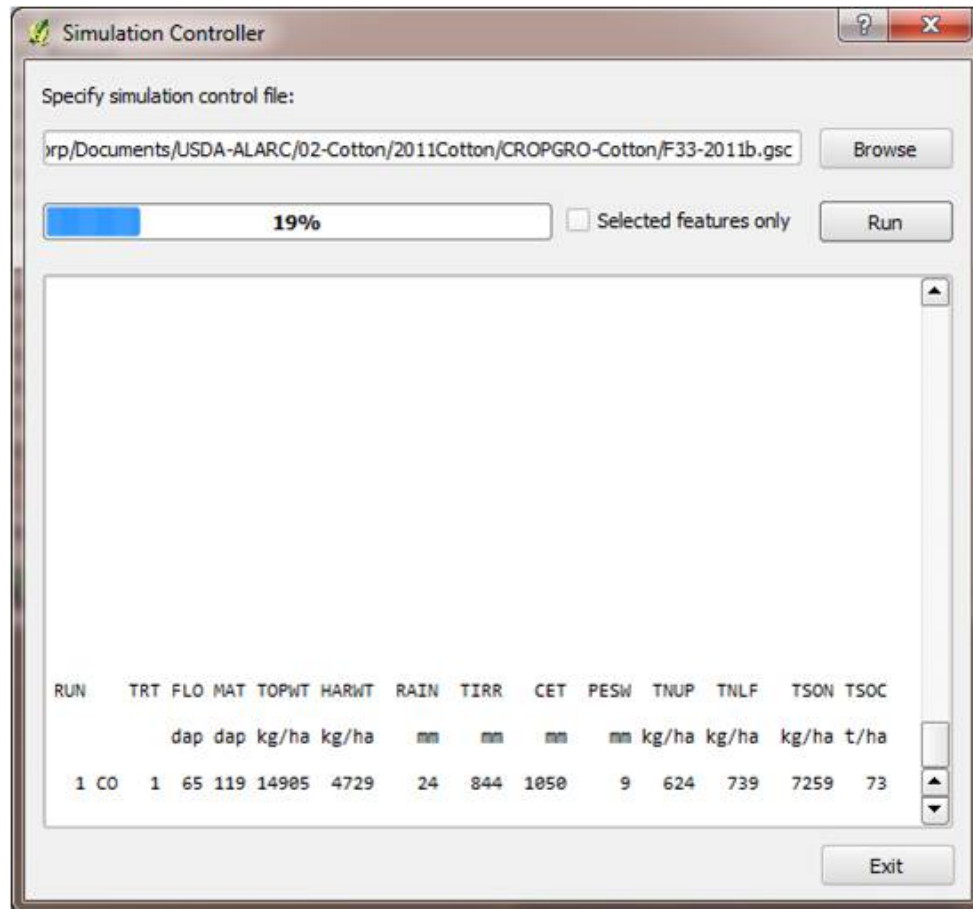 Simulation Controller
Specify simulation control file:
orp/Documents/USDA-ALARC/02-Cotton/2011Cotton/CROPGRO-Cotton/F33-2011b.gsc Browse
19% Selected features only Run
RUN TRT FLO MAT TOPWT HARWT RAIN TIRR CET PESW TNUP TNLF TSON TSOC
dap dap kg/ha kg/ha mm mm mm mm kg/ha kg/ha kg/ha t/ha
1 CO 1 65 119 14905 4729 24 844 1050 9 624 739 7259 73
Exit